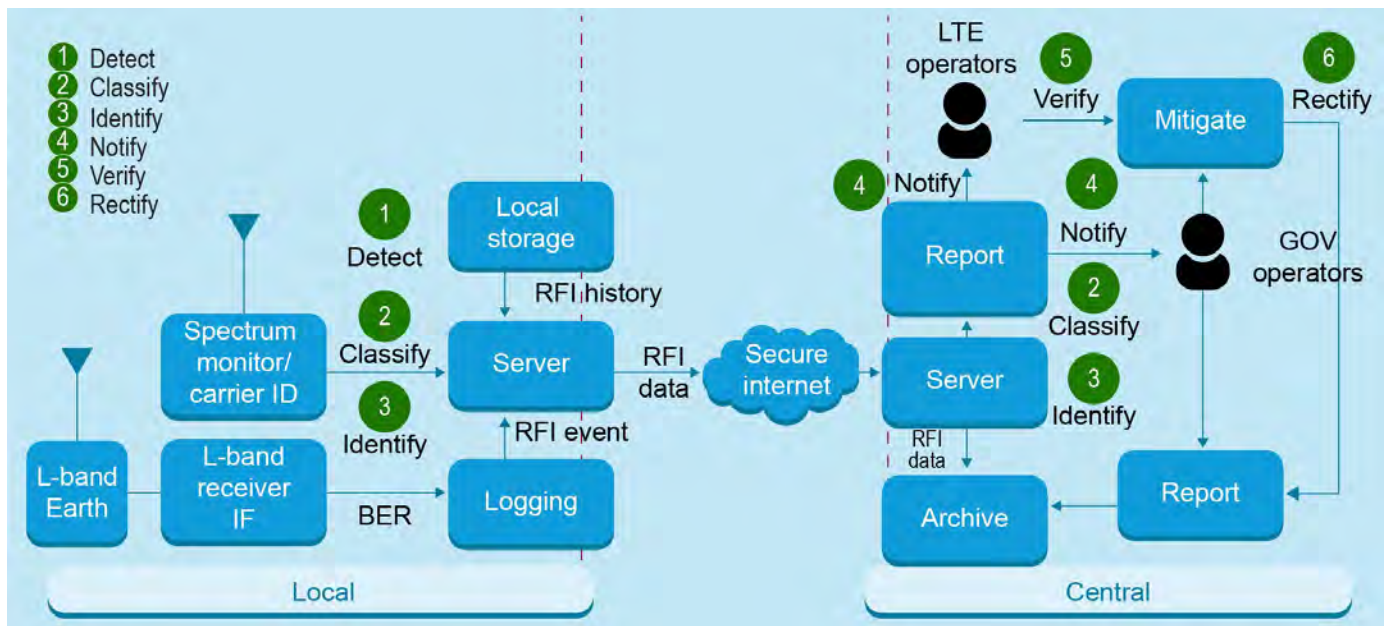 1 Detect
2 Classify
3 Identify
4 Notify
5 Verify
6 Rectify
LTE
operators
5
Verify
6
Rectify
Mitigate
4 Notify
4
Notify
GOV
operators
1
Detect
Local
storage
RFI history
Report
2
Classify
Spectrum
monitor/
carrier ID
2
Classify
Server
RFI
data
Secure
internet
Server
3
Identify
3
Identify
RFI event
RFI
data
L-band
Earth
L-band
receiver
IF
BER
Logging
Archive
Report
Local
Central